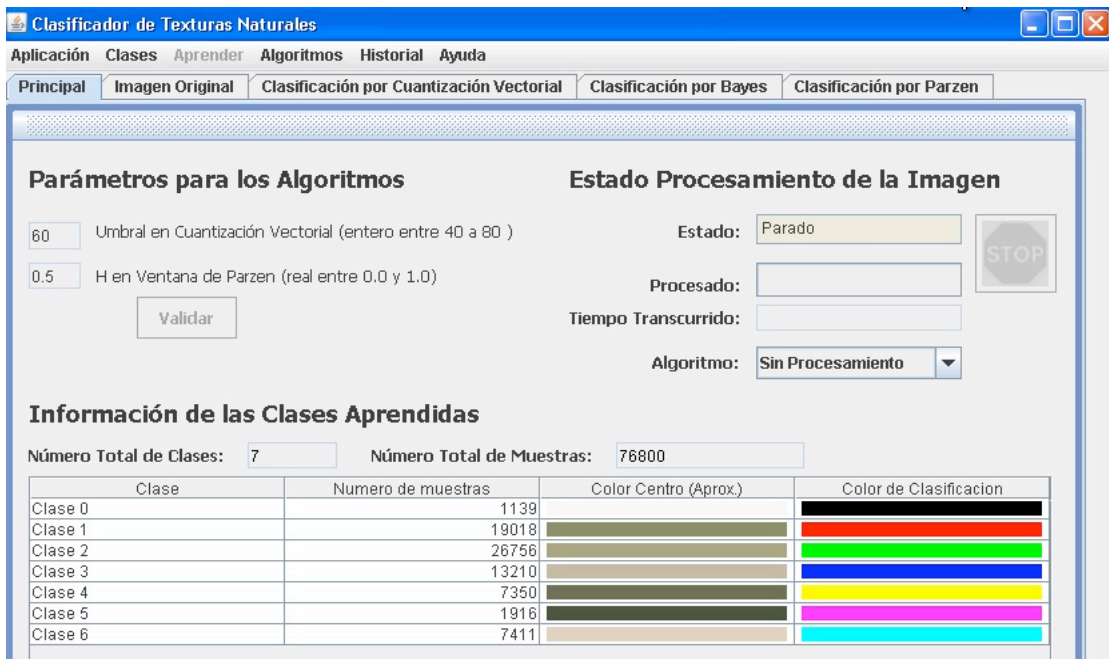 Clasificador de Texturas Naturales
Aplicación Clases Aprender Algoritmos Historial Ayuda
Principal Imagen Original Clasificación por Cuantización Vectorial Clasificación por Bayes Clasificación por Parzen
Parámetros para los Algoritmos
60 Umbral en Cuantización Vectorial (entero entre 40 a 80 )
0.5 H en Ventana de Parzen (real entre 0.0 y 1.0)
Validar
Estado Procesamiento de la Imagen
Estado: Parado
STOP
Procesado:
Tiempo Transcurrido:
Algoritmo: Sin Procesamiento
Información de las Clases Aprendidas
Número Total de Clases: 7 Número Total de Muestras: 76800
Clase Numero de muestras Color Centro (Aprox.) Color de Clasificacion
Clase 0 1139
Clase 1 19018
Clase 2 26756
Clase 3 13210
Clase 4 7350
Clase 5 1916
Clase 6 7411